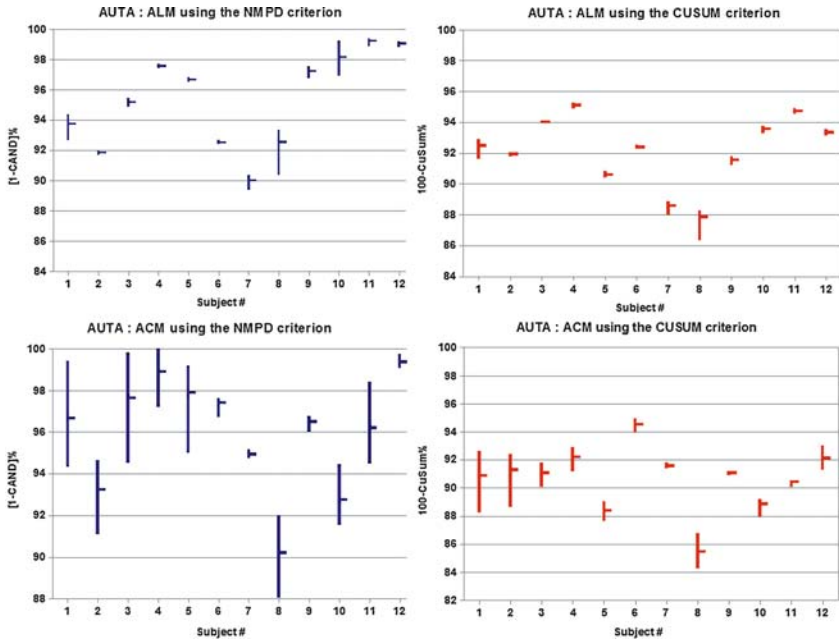 AUTA : ALM using the NMPD criterion
100
98
96
94
92
90
88
86
84
[1-CAND]%
1 2 3 4 5 6 7 8 9 10 11 12
Subject #
AUTA : ALM using the CUSUM criterion
100
98
96
94
92
90
88
86
84
100-CuSum%
1 2 3 4 5 6 7 8 9 10 11 12
Subject #
AUTA : ACM using the NMPD criterion
100
98
96
94
92
90
88
[1-CAND]%
1 2 3 4 5 6 7 8 9 10 11 12
Subject #
AUTA : ACM using the CUSUM criterion
100
98
96
94
92
90
88
86
84
82
100-CuSum%
1 2 3 4 5 6 7 8 9 10 11 12
Subject #